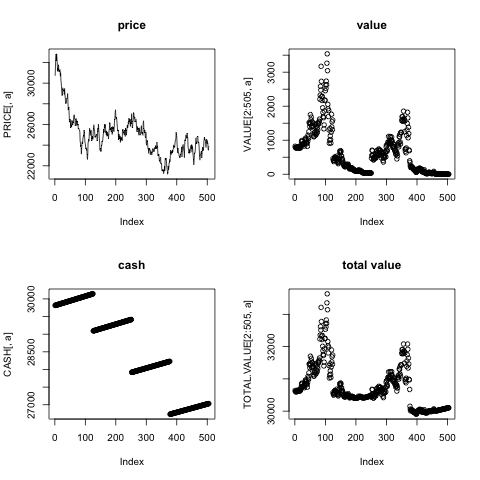 price
PRICE[, a]
22000 24000 26000 30000
0 100 200 300 400 500
Index
value
VALUE[2:505, a]
0 1000 2000 3000
0 100 200 300 400 500
Index
cash
CASH[, a]
27000 28500 30000
0 100 200 300 400 500
Index
total value
TOTAL.VALUE[2:505, a]
30000 32000
0 100 200 300 400 500
Index